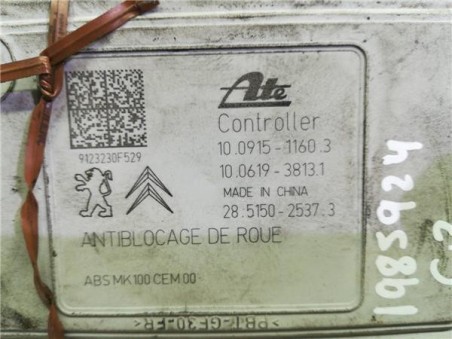 Ate
Controller
10.0915-1160.3
10.0619-3813.1
MADE IN CHINA
28.5150-2537.3
9123230F529
ANTIBLOCAGE DE ROUE
ABS MK100 CEM 00-
19885924